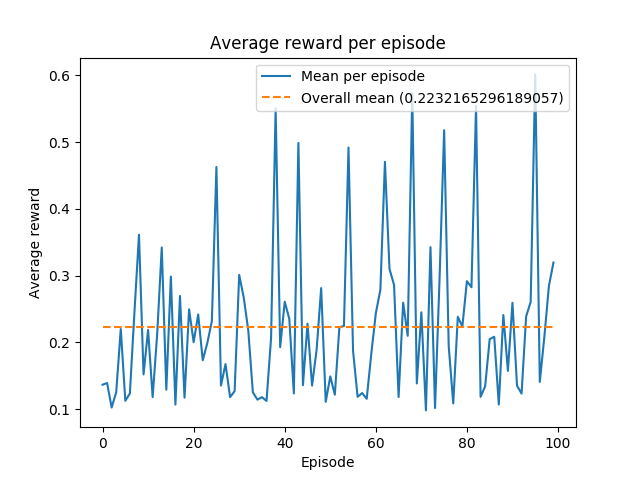 Average reward per episode
Mean per episode
Overall mean (0.2232165296189057)
Average reward
0.6
0.5
0.4
0.3
0.2
0.1
0
20
40
60
80
100
Episode